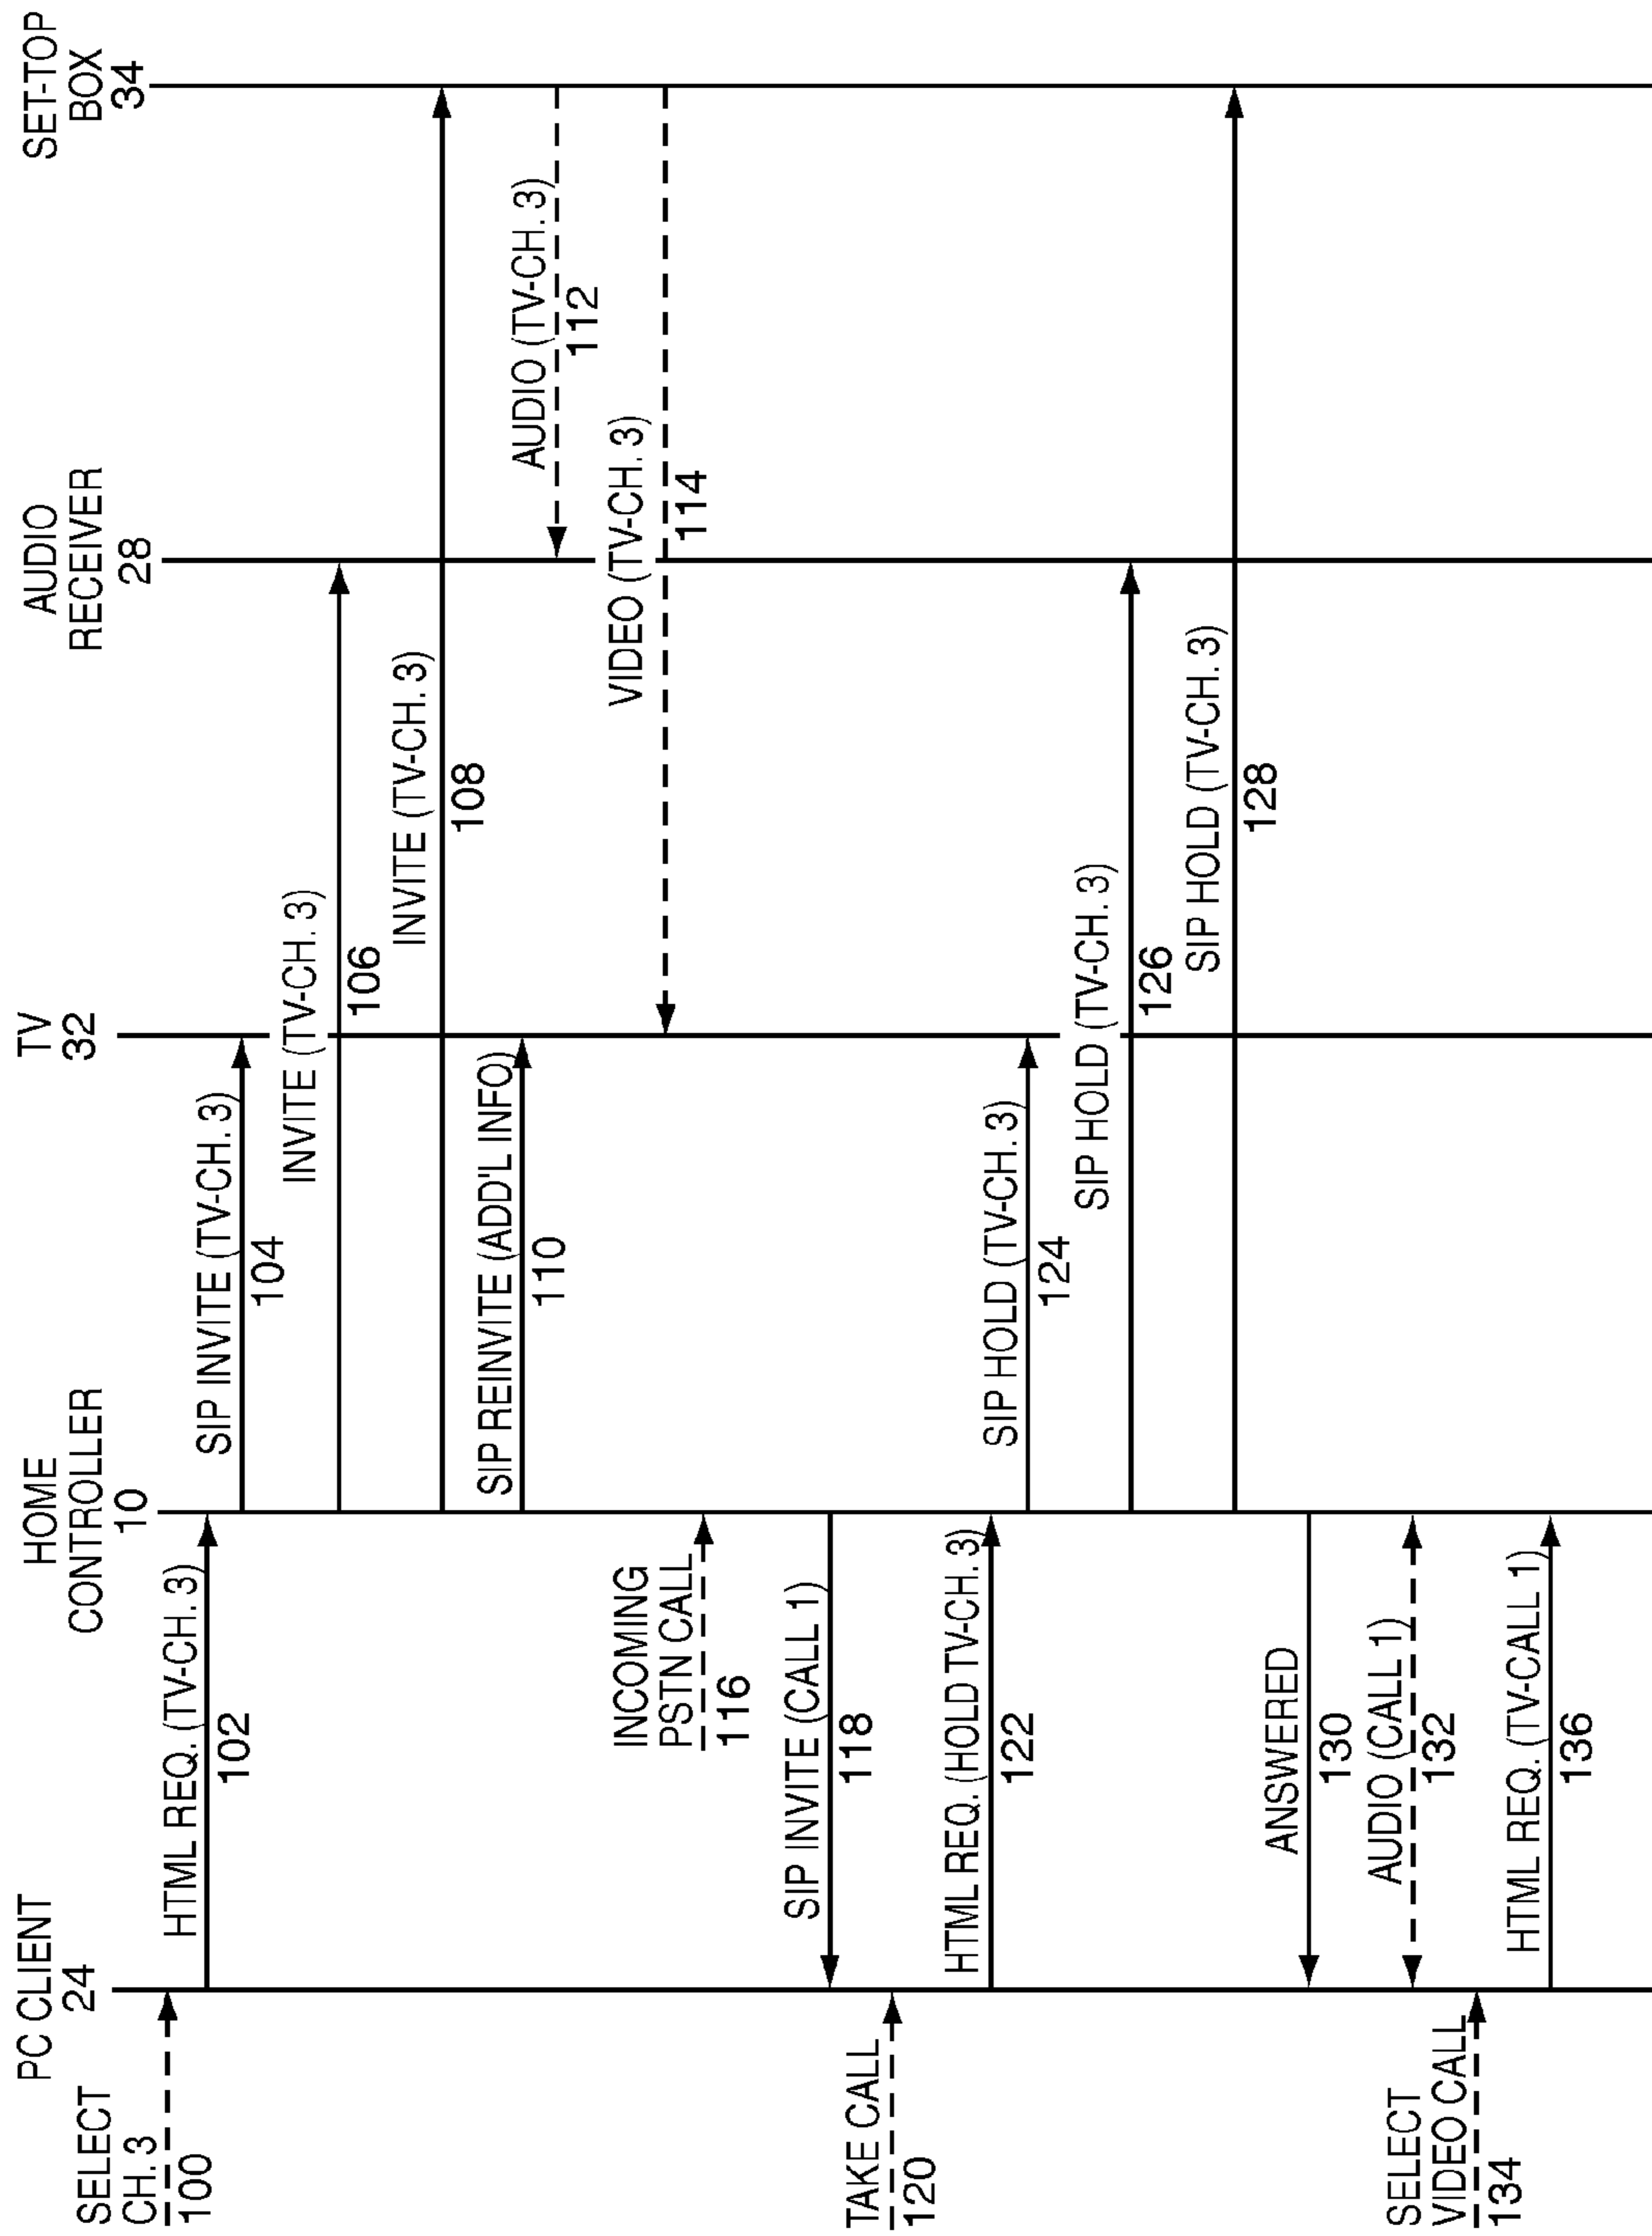 PC CLIENT
24
HOME
CONTROLLER
10
TV
32
AUDIO
RECEIVER
28
SET-TOP
BOX
34
SELECT
CH.3
100
HTML REQ. (TV-CH.3)
102
SIP INVITE (TV-CH.3)
104
INVITE (TV-CH.3)
106
INVITE (TV-CH.3)
108
SIP REINVITE (ADD'L INFO)
110
AUDIO (TV-CH.3)
112
VIDEO (TV-CH.3)
114
INCOMING
PSTN CALL
116
SIP INVITE (CALL 1)
118
TAKE CALL
120
HTML REQ. (HOLD TV-CH.3)
122
SIP HOLD (TV-CH.3)
124
SIP HOLD (TV-CH.3)
126
SIP HOLD (TV-CH.3)
128
ANSWERED
130
AUDIO (CALL 1)
132
SELECT
VIDEO CALL
134
HTML REQ. (TV-CALL 1)
136